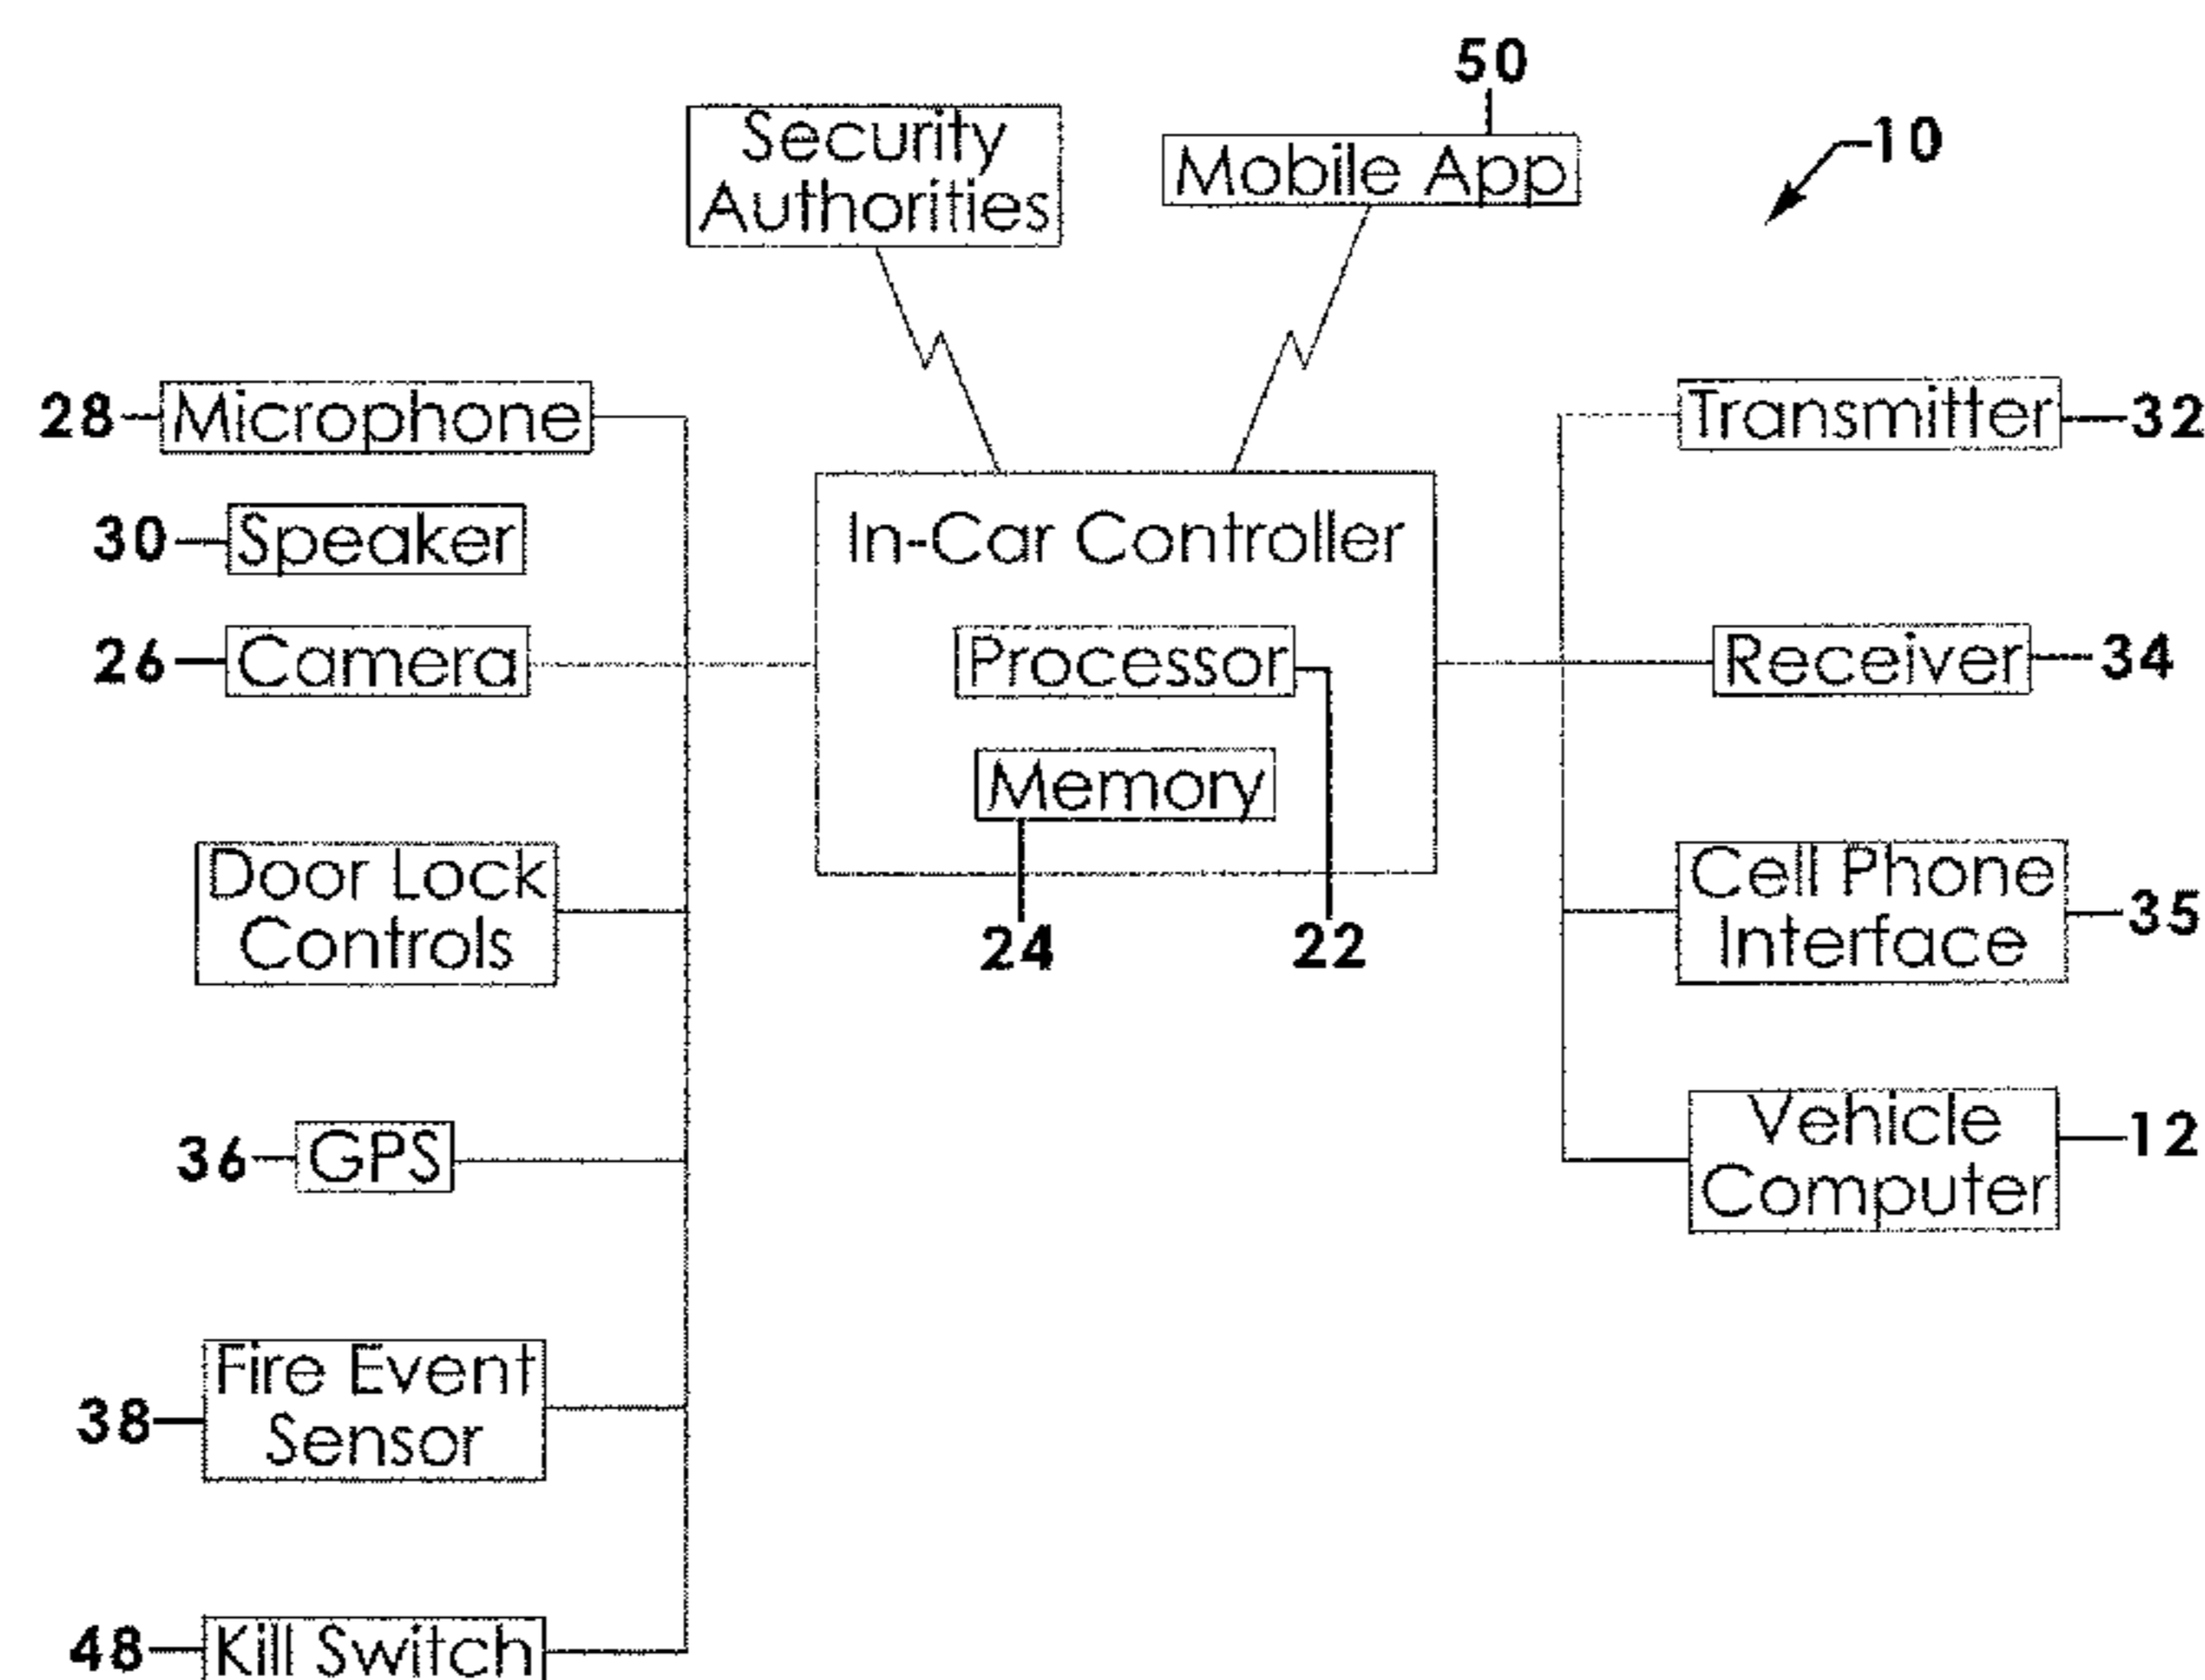 50
Security
Authorities
Mobile App
10
28
Microphone
Transmitter
32
30
Speaker
In-Car Controller
26
Camera
Processor
Receiver
34
Memory
Door Lock
Controls
24
22
Cell Phone
Interface
35
36
GPS
Vehicle
Computer
12
38
Fire Event
Sensor
48
Kill Switch